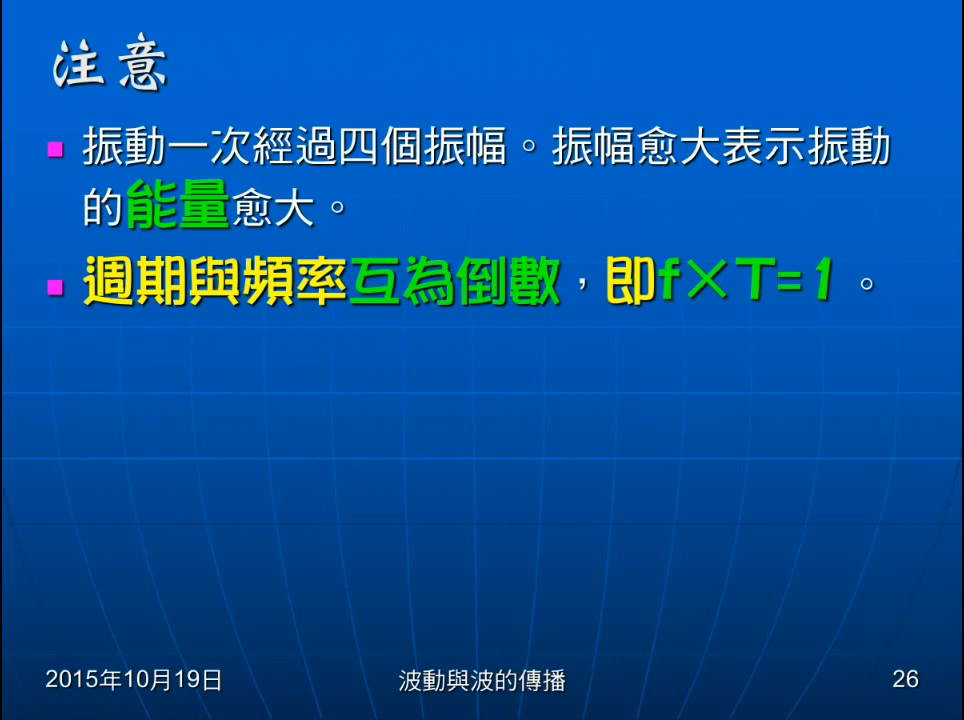 注意
振動一次經過四個振幅。振幅愈大表示振動
的能量愈大。
週期與頻率互為倒數，即f×T=1。
2015年10月19日
波動與波的傳播
26